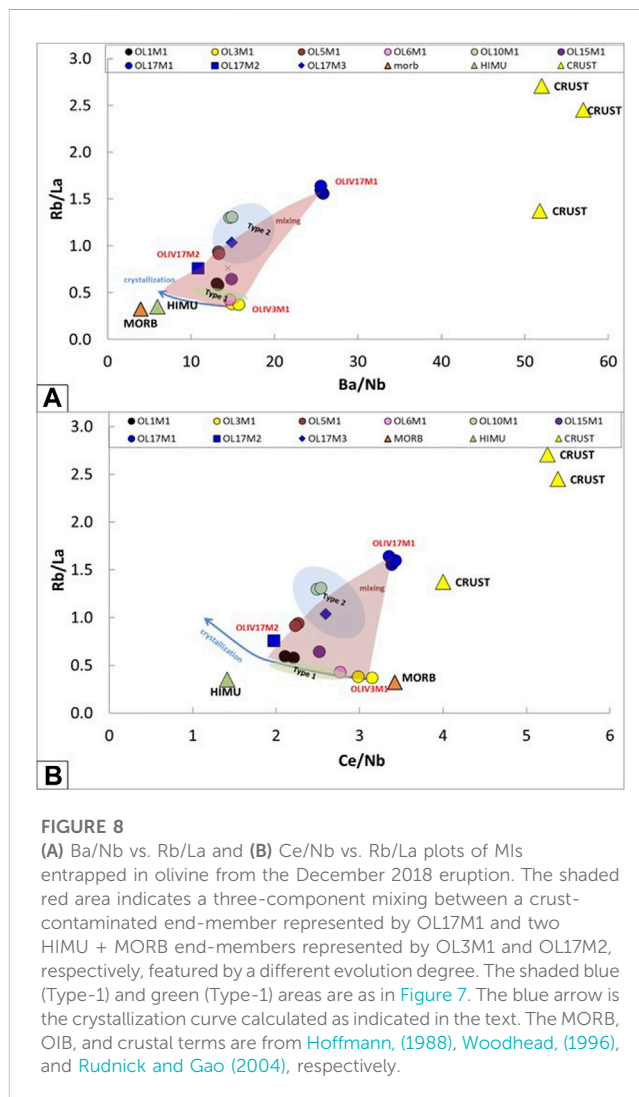 OL1M1 OL3M1 OL5M1 OL6M1 OL10M1 OL15M1
OL17M1 OL17M2 OL17M3 morb HIMU CRUST
3.0
2.5
2.0
1.5
1.0
0.5
0.0
Rb/La
CRUST
CRUST
CRUST
OLIV17M1
mixing
Type 2
OLIV17M2
crystallization
Type 1
OLIV3M1
HIMU
MORB
0 10 20 30 40 50 60
Ba/Nb
A
OL1M1 OL3M1 OL5M1 OL6M1 OL10M1 OL15M1
OL17M1 OL17M2 OL17M3 MORB HIMU CRUST
3.0
2.5
2.0
1.5
1.0
0.5
0.0
Rb/La
CRUST
CRUST
CRUST
OLIV17M1
mixing
Type 2
OLIV17M2
crystallization
Type 1
OLIV3M1
MORB
HIMU
0 1 2 3 4 5 6
Ce/Nb
B
FIGURE 8
(A) Ba/Nb vs. Rb/La and (B) Ce/Nb vs. Rb/La plots of MIs
entrapped in olivine from the December 2018 eruption. The shaded
red area indicates a three-component mixing between a crust-
contaminated end-member represented by OL17M1 and two
HIMU + MORB end-members represented by OL3M1 and OL17M2,
respectively, featured by a different evolution degree. The shaded blue
(Type-1) and green (Type-1) areas are as in Figure 7. The blue arrow is
the crystallization curve calculated as indicated in the text. The MORB,
OIB, and crustal terms are from Hoffmann, (1988), Woodhead, (1996),
and Rudnick and Gao (2004), respectively.